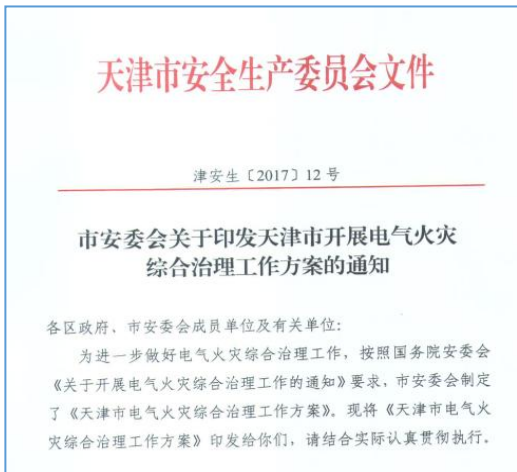 天津市安全生产委员会文件
津安生〔2017〕12 号
市安委会关于印发天津市开展电气火灾
综合治理工作方案的通知
各区政府、市安委会成员单位及有关单位：
为进一步做好电气火灾综合治理工作，按照国务院安委会
《关于开展电气火灾综合治理工作的通知》要求，市安委会制定
了《天津市电气火灾综合治理工作方案》。现将《天津市电气火
灾综合治理工作方案》印发给你们，请结合实际认真贯彻执行。